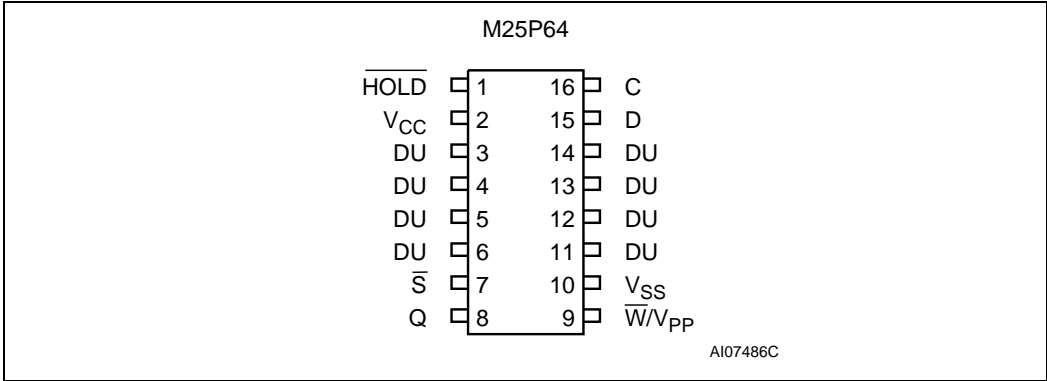 M25P64
HOLD 1 16 C
VCC 2 15 D
DU 3 14 DU
DU 4 13 DU
DU 5 12 DU
DU 6 11 DU
S̅ 7 10 VSS
Q 8 9 W̅/VPP
AI07486C